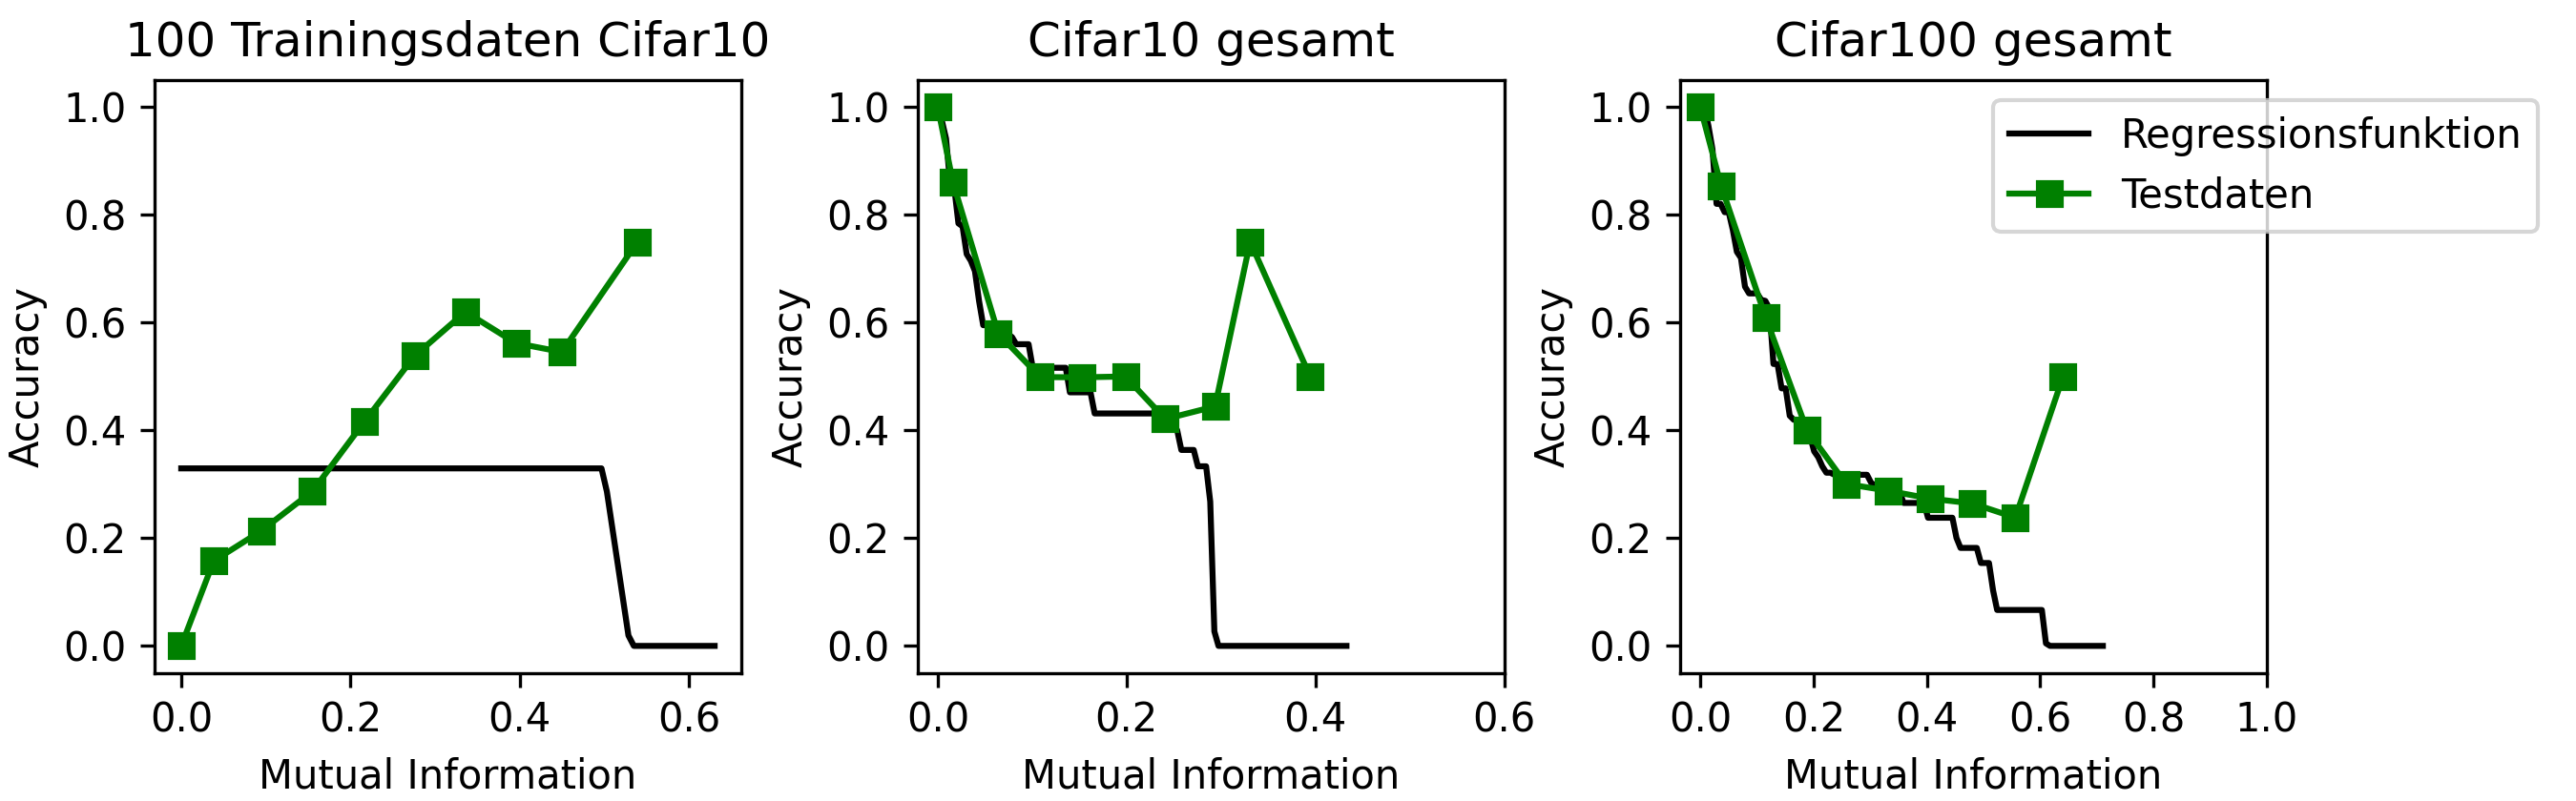 100 Trainingsdaten Cifar10
1.0
0.8
0.6
0.4
0.2
0.0
Accuracy
0.0 0.2 0.4 0.6
Mutual Information
Cifar10 gesamt
1.0
0.8
0.6
0.4
0.2
0.0
Accuracy
0.0 0.2 0.4 0.6
Mutual Information
Cifar100 gesamt
1.0
0.8
0.6
0.4
0.2
0.0
Accuracy
0.0 0.2 0.4 0.6 0.8 1.0
Mutual Information
Regressionsfunktion
Testdaten